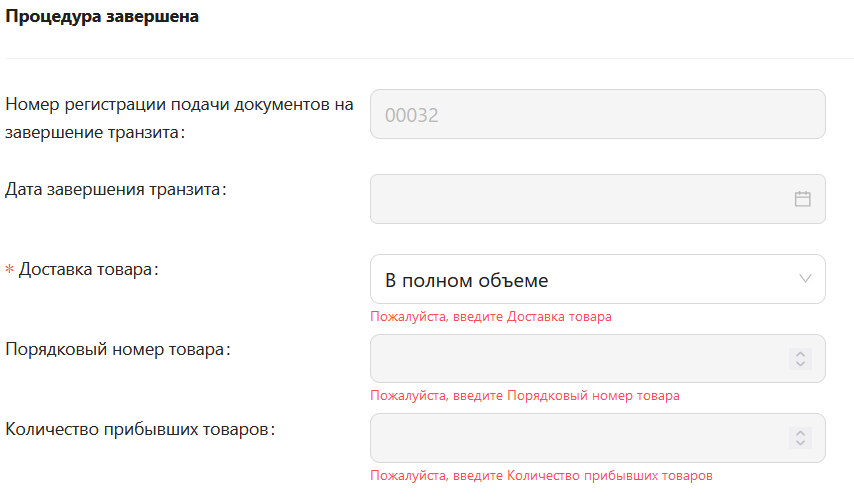 Процедура завершена
Номер регистрации подачи документов на
завершение транзита:
00032
Дата завершения транзита:
* Доставка товара:
В полном объеме
Пожалуйста, введите Доставка товара
Порядковый номер товара:
Пожалуйста, введите Порядковый номер товара
Количество прибывших товаров:
Пожалуйста, введите Количество прибывших товаров